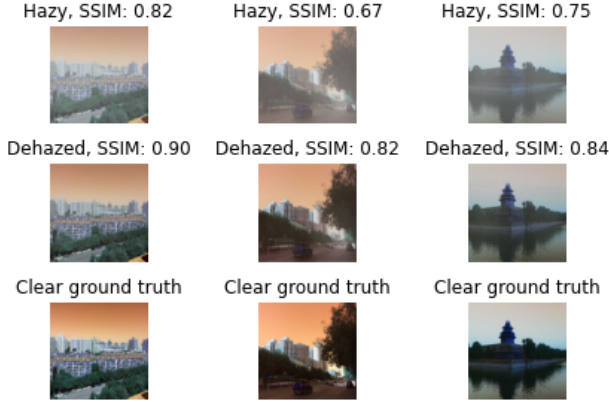 Hazy, SSIM: 0.82
Hazy, SSIM: 0.67
Hazy, SSIM: 0.75
Dehazed, SSIM: 0.90
Dehazed, SSIM: 0.82
Dehazed, SSIM: 0.84
Clear ground truth
Clear ground truth
Clear ground truth